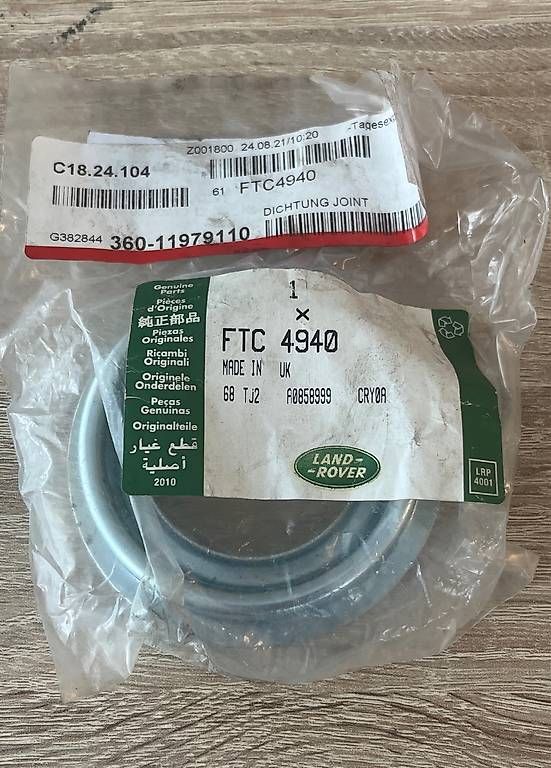 Z001800 24.08.21/10:20 -Tagesex
C18.24.104
61 FTC4940
DICHTUNG JOINT
G382844 360-11979110
Genuine
Parts
Pièces
d'Origine
純正部品
Piezas
Originales
Ricambi
Originali
Originele
Onderdelen
Peças
Genuinas
Originalteile
قطع غيار
أصلية
2010
1
×
FTC 4940
MADE IN UK
68 TJ2 A0858999 CRY0A
LAND-
-ROVER
LRP
4001